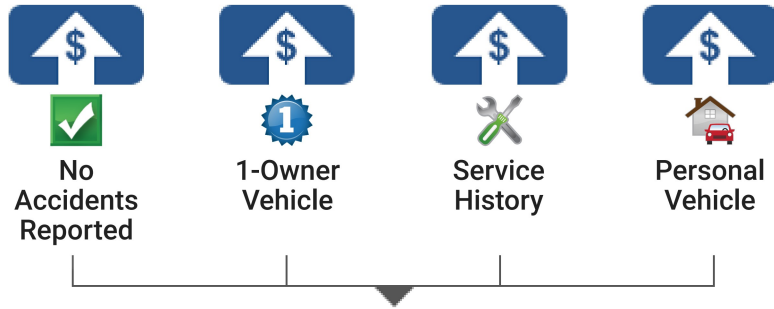 $
$
$
$
1
No
Accidents
Reported
1-Owner
Vehicle
Service
History
Personal
Vehicle